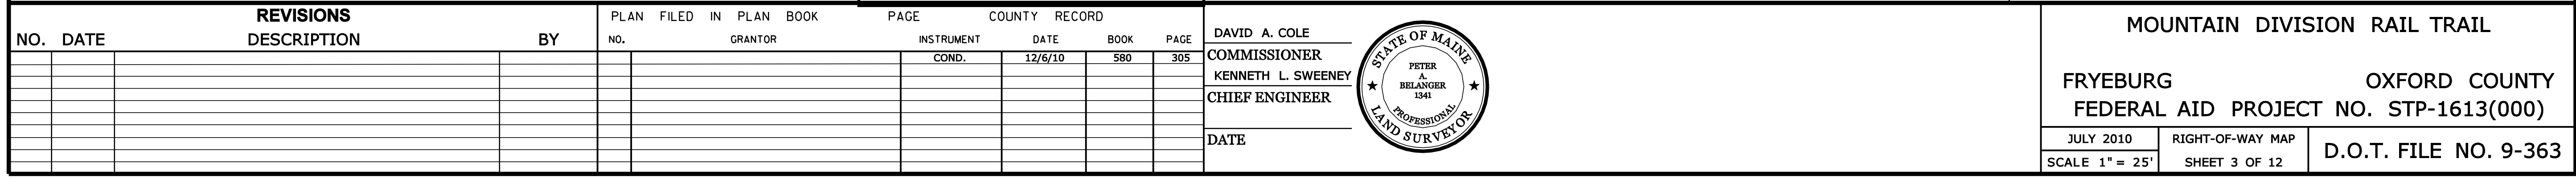 REVISIONS
NO. DATE DESCRIPTION BY
PLAN FILED IN PLAN BOOK PAGE COUNTY RECORD
NO. GRANTOR INSTRUMENT DATE BOOK PAGE
COND. 12/6/10 580 305
DAVID A. COLE
COMMISSIONER
KENNETH L. SWEENEY
CHIEF ENGINEER
DATE
STATE OF MAINE
PETER
A.
BELANGER
1341
PROFESSIONAL
LAND SURVEYOR
MOUNTAIN DIVISION RAIL TRAIL
FRYEBURG OXFORD COUNTY
FEDERAL AID PROJECT NO. STP-1613(000)
JULY 2010 RIGHT-OF-WAY MAP
D.O.T. FILE NO. 9-363
SCALE 1"= 25' SHEET 3 OF 12